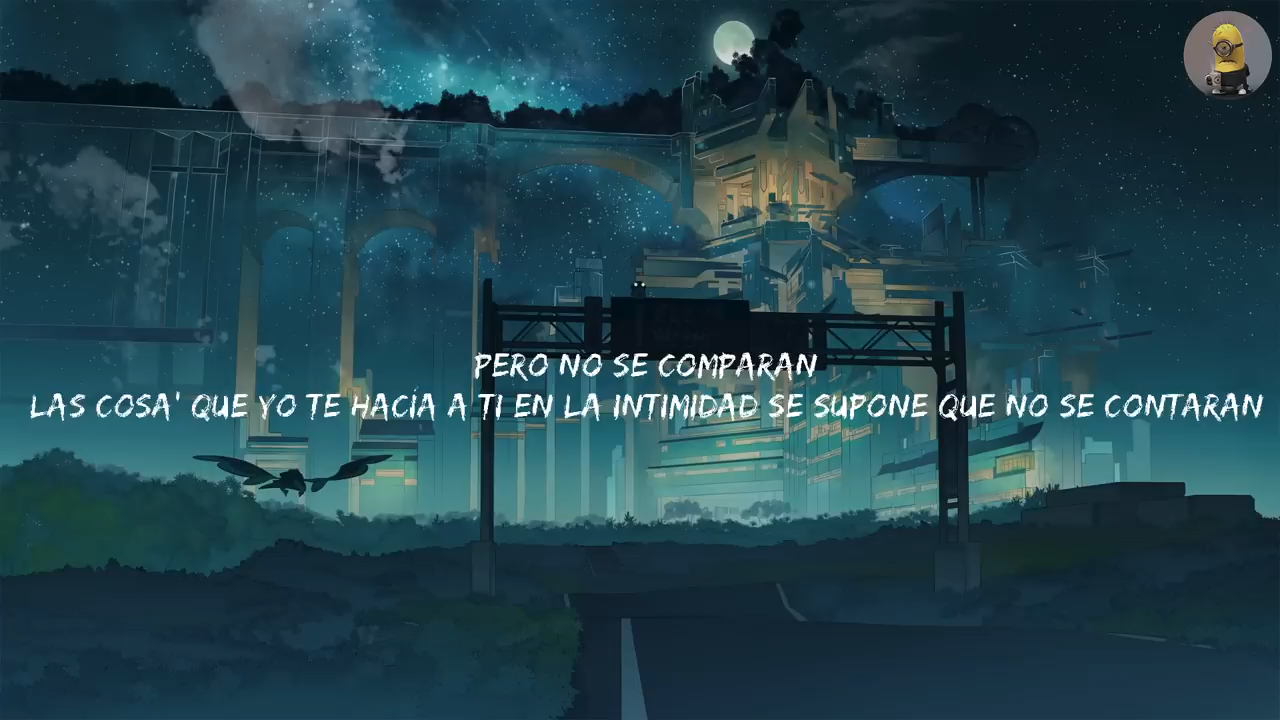 PERO NO SE COMPARAN
LAS COSA' QUE YO TE HACÍA A TI EN LA INTIMIDAD SE SUPONE QUE NO SE CONTARAN